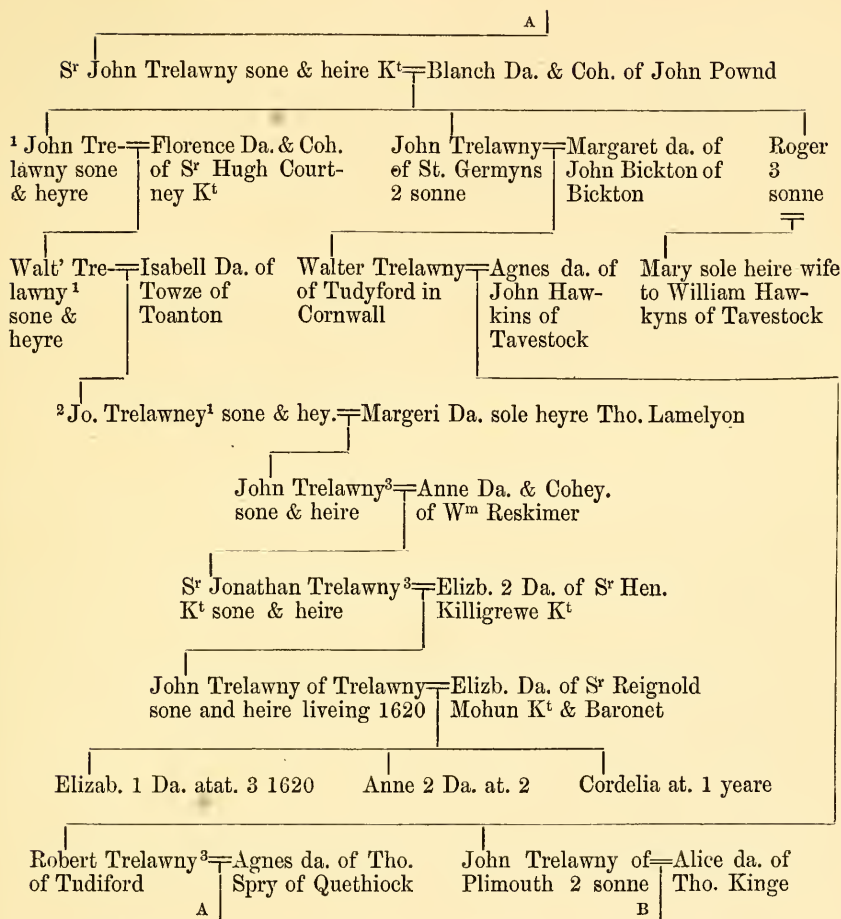 A
Sʳ John Trelawny sone & heire Kᵗ Blanch Da. & Coh. of John Pownd
¹ John Tre-
lawny sone
& heyre
Florence Da. & Coh.
of Sʳ Hugh Court-
ney Kᵗ
John Trelawny
of St. Germyns
2 sonne
Margaret da. of
John Bickton of
Bickton
Roger
3
sonne
Walt' Tre-
lawny¹
sone &
heyre
Isabell Da. of
Towze of
Toanton
Walter Trelawny
of Tudyford in
Cornwall
Agnes da. of
John Haw-
kins of
Tavestock
Mary sole heire wife
to William Haw-
kyns of Tavestock
²Jo. Trelawney¹ sone & hey. Margeri Da. sole heyre Tho. Lamelyon
John Trelawny³
sone & heire
Anne Da. & Cohey.
of Wᵐ Reskimer
Sʳ Jonathan Trelawny³
Kᵗ sone & heire
Elizb. 2 Da. of Sʳ Hen.
Killigrewe Kᵗ
John Trelawny of Trelawny
sone and heire liveing 1620
Elizb. Da. of Sʳ Reignold
Mohun Kᵗ & Baronet
Elizab. 1 Da. atat. 3 1620
Anne 2 Da. at. 2
Cordelia at. 1 yeare
Robert Trelawny³
of Tudiford
Agnes da. of Tho.
Spry of Quethiock
John Trelawny of
Plimouth 2 sonne
Alice da. of
Tho. Kinge
A
B